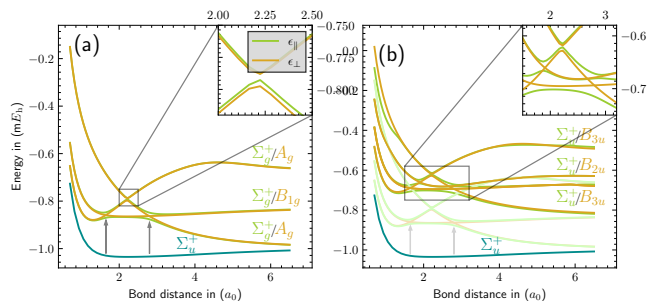 2.00 2.25 2.50
−0.750
−0.775
−0.800
(a)
ϵ∥
ϵ⊥
−0.2
−0.4
−0.6
−0.8
−1.0
Energy in (mEₕ)
Σg⁺/Ag
Σg⁺/B1g
Σg⁺/Ag
Σu⁺
2 4 6
Bond distance in (a₀)
2 3
−0.6
−0.7
(b)
0.0
−0.2
−0.4
−0.6
−0.8
−1.0
Σu⁺/B3u
Σu⁺/B2u
Σu⁺/B3u
Σu⁺
2 4 6
Bond distance in (a₀)